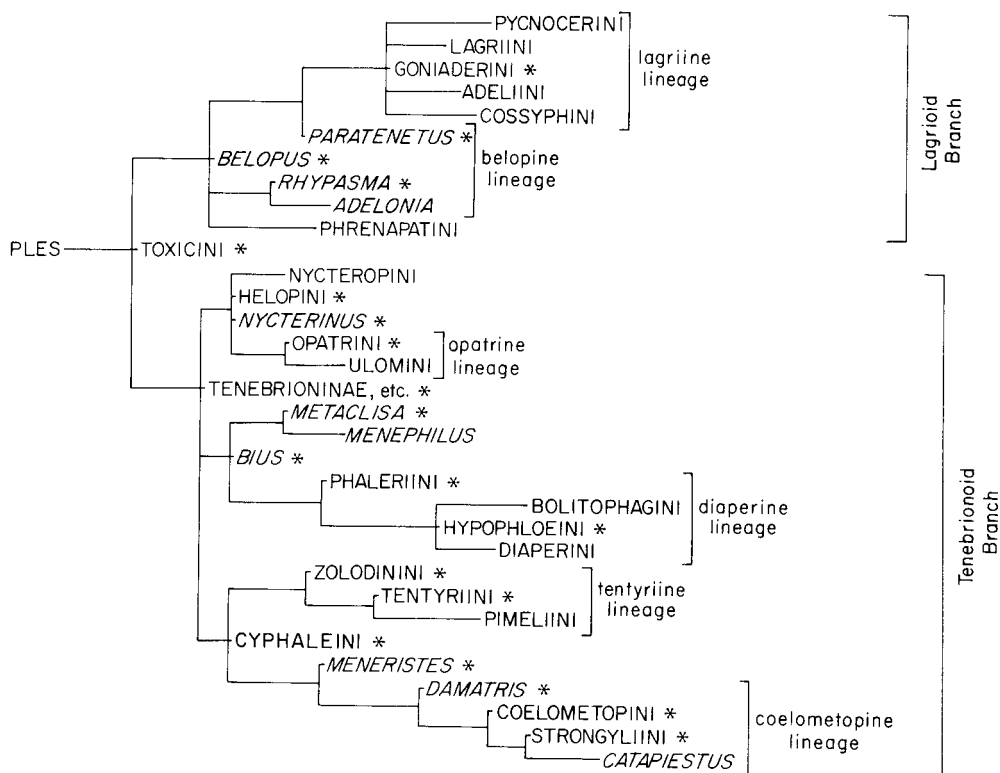 PYCNOCERINI
LAGRIINI
GONIADERINI *
ADELIINI
COSSYPHINI
lagriine
lineage
PARATENETUS *
BELOPUS *
RHYPASMA *
ADELONIA
belopine
lineage
PHRENAPATINI
Lagrioid
Branch
PLES
TOXICINI *
NYCTEROPINI
HELOPINI *
NYCTERINUS *
OPATRINI *
ULOMINI
opatrine
lineage
TENEBRIONINAE, etc. *
METACLISA *
MENEPHILUS
BIUS *
PHALERIINI *
BOLITOPHAGINI
HYPOPHLOEINI *
DIAPERINI
diaperine
lineage
ZOLODININI *
TENTYRIINI *
PIMELIINI
tentyriine
lineage
CYPHALEINI *
MENERISTES *
DAMATRIS *
COELOMETOPINI *
STRONGYLIINI *
CATAPIESTUS
coelometopine
lineage
Tenebrionoid
Branch